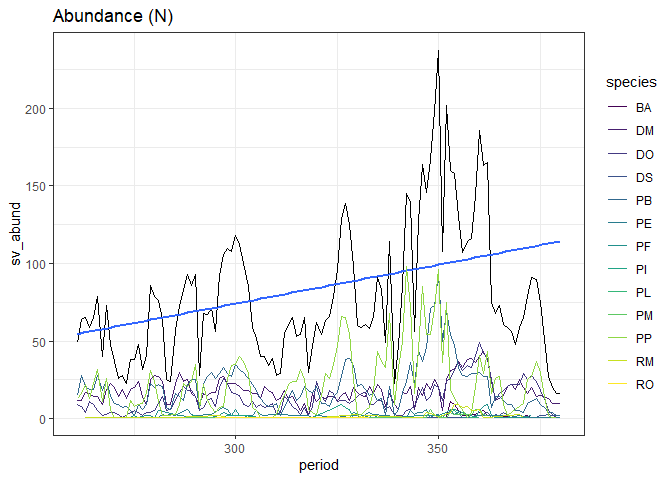 Abundance (N)
200
150
100
50
0
sv_abund
300
350
period
species
BA
DM
DO
DS
PB
PE
PF
PI
PL
PM
PP
RM
RO